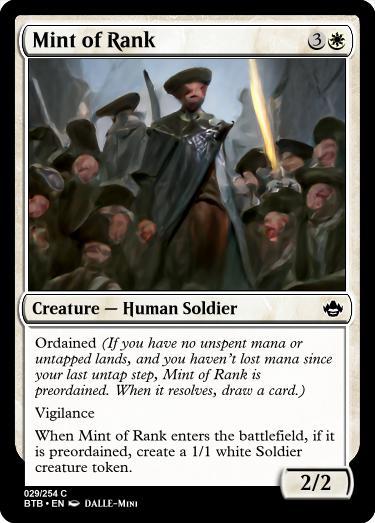 Mint of Rank 3
Creature — Human Soldier
Ordained (If you have no unspent mana or
untapped lands, and you haven't lost mana since
your last untap step, Mint of Rank is
preordained. When it resolves, draw a card.)
Vigilance
When Mint of Rank enters the battlefield, if it
is preordained, create a 1/1 white Soldier
creature token.
2/2
029/254 C
BTB • EN DALLE-Mini